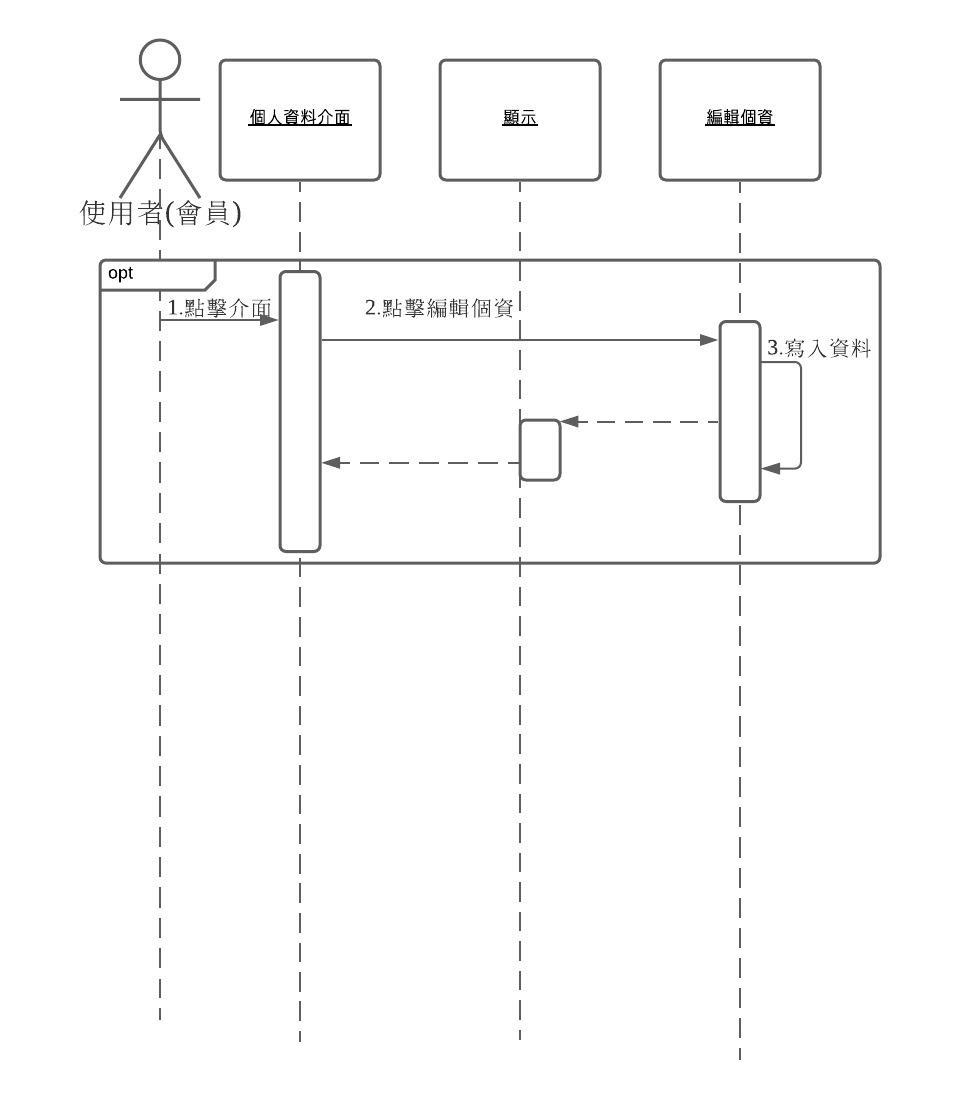 個人資料介面
顯示
編輯個資
使用者(會員)
opt
1.點擊介面
2.點擊編輯個資
3.寫入資料